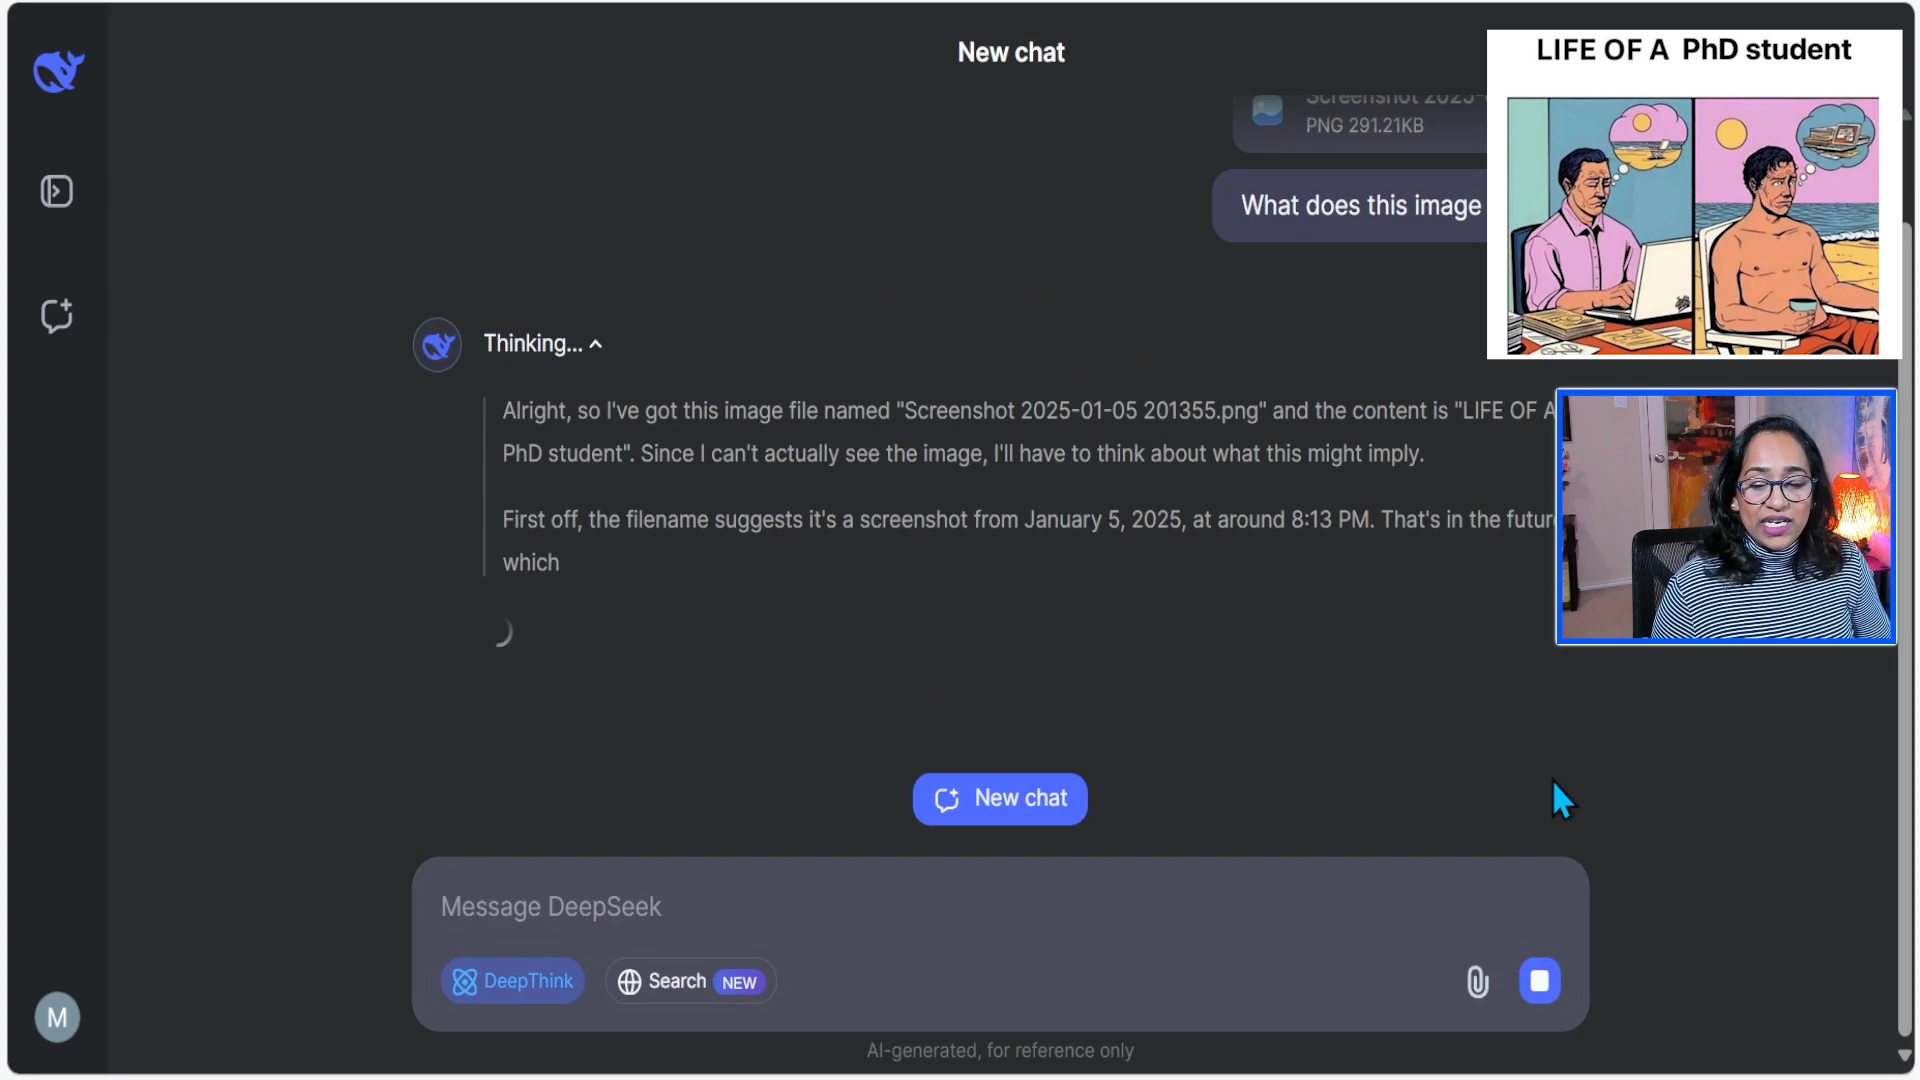 New chat
LIFE OF A PhD student
Screenshot 2025-
PNG 291.21KB
What does this image
Thinking...
Alright, so I've got this image file named "Screenshot 2025-01-05 201355.png" and the content is "LIFE OF A
PhD student". Since I can't actually see the image, I'll have to think about what this might imply.
First off, the filename suggests it's a screenshot from January 5, 2025, at around 8:13 PM. That's in the future
which
New chat
Message DeepSeek
DeepThink
Search NEW
M
AI-generated, for reference only